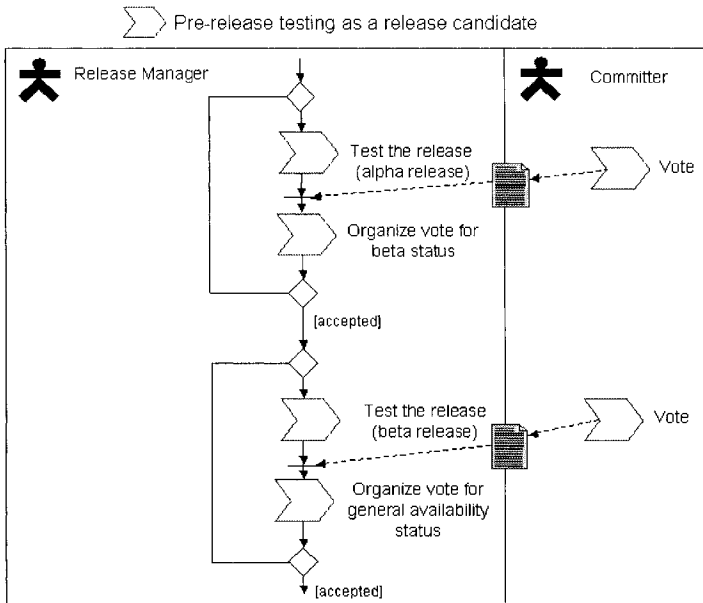 Pre-release testing as a release candidate
Release Manager
Committer
Test the release
(alpha release)
Vote
Organize vote for
beta status
[accepted]
Test the release
(beta release)
Vote
Organize vote for
general availability
status
[accepted]